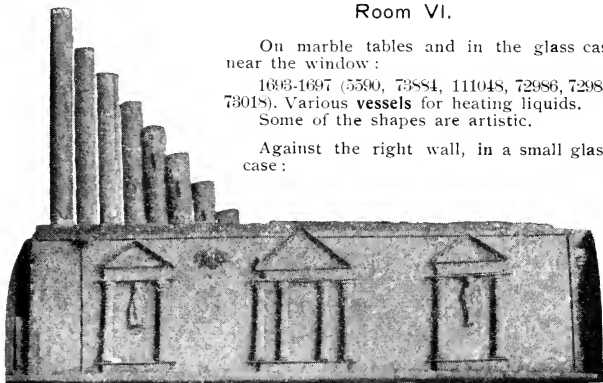 Room VI.
On marble tables and in the glass cas
near the window :
1693-1697 (5590, 73884, 111048, 72986, 7298
73018). Various vessels for heating liquids.
Some of the shapes are artistic.
Against the right wall, in a small glas
case :